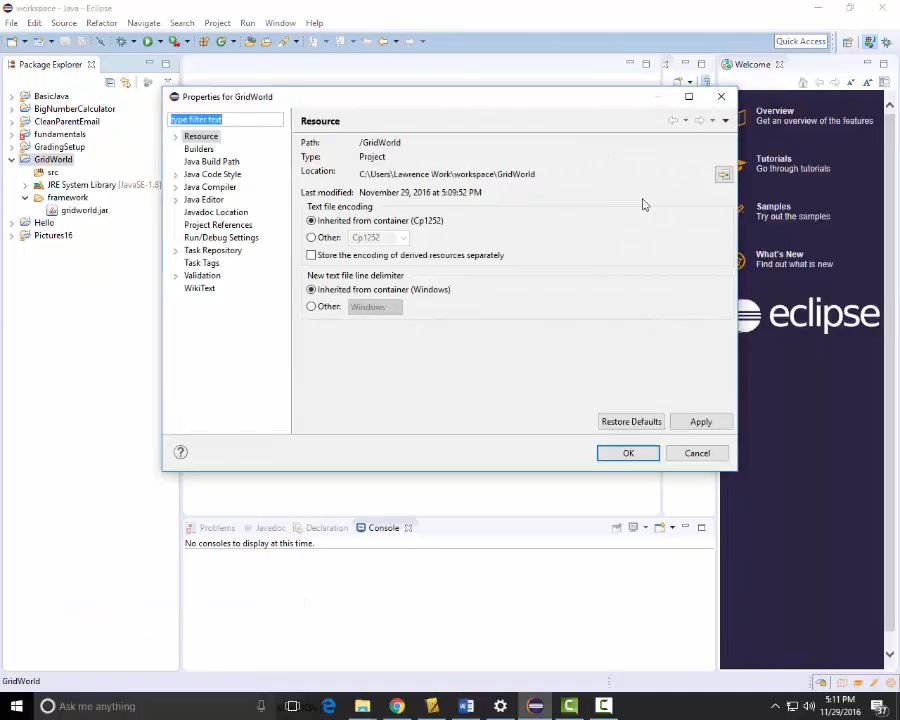 workspace - Java - Eclipse
File Edit Source Refactor Navigate Search Project Run Window Help
Quick Access
Package Explorer
BasicJava
BigNumberCalculator
CleanParentEmail
fundamentals
GradingSetup
GridWorld
src
JRE System Library [JavaSE-1.8]
framework
gridworld.jar
Hello
Pictures16
Properties for GridWorld
type filter text
Resource
Builders
Java Build Path
Java Code Style
Java Compiler
Java Editor
Javadoc Location
Project References
Run/Debug Settings
Task Repository
Task Tags
Validation
WikiText
Resource
Path: /GridWorld
Type: Project
Location: C:\Users\Lawrence Work\workspace\GridWorld
Last modified: November 29, 2016 at 5:09:52 PM
Text file encoding
Inherited from container (Cp1252)
Other: Cp1252
Store the encoding of derived resources separately
New text file line delimiter
Inherited from container (Windows)
Other: Windows
Restore Defaults Apply
? OK Cancel
Welcome
Overview
Get an overview of the features
Tutorials
Go through tutorials
Samples
Try out the samples
What's New
Find out what is new
eclipse
Problems @ Javadoc Declaration Console
No consoles to display at this time.
GridWorld
Ask me anything
5:11 PM
11/29/2016
37